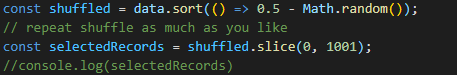 const shuffled = data.sort(() => 0.5 - Math.random());
// repeat shuffle as much as you like
const selectedRecords = shuffled.slice(0, 1001);
//console.log(selectedRecords)